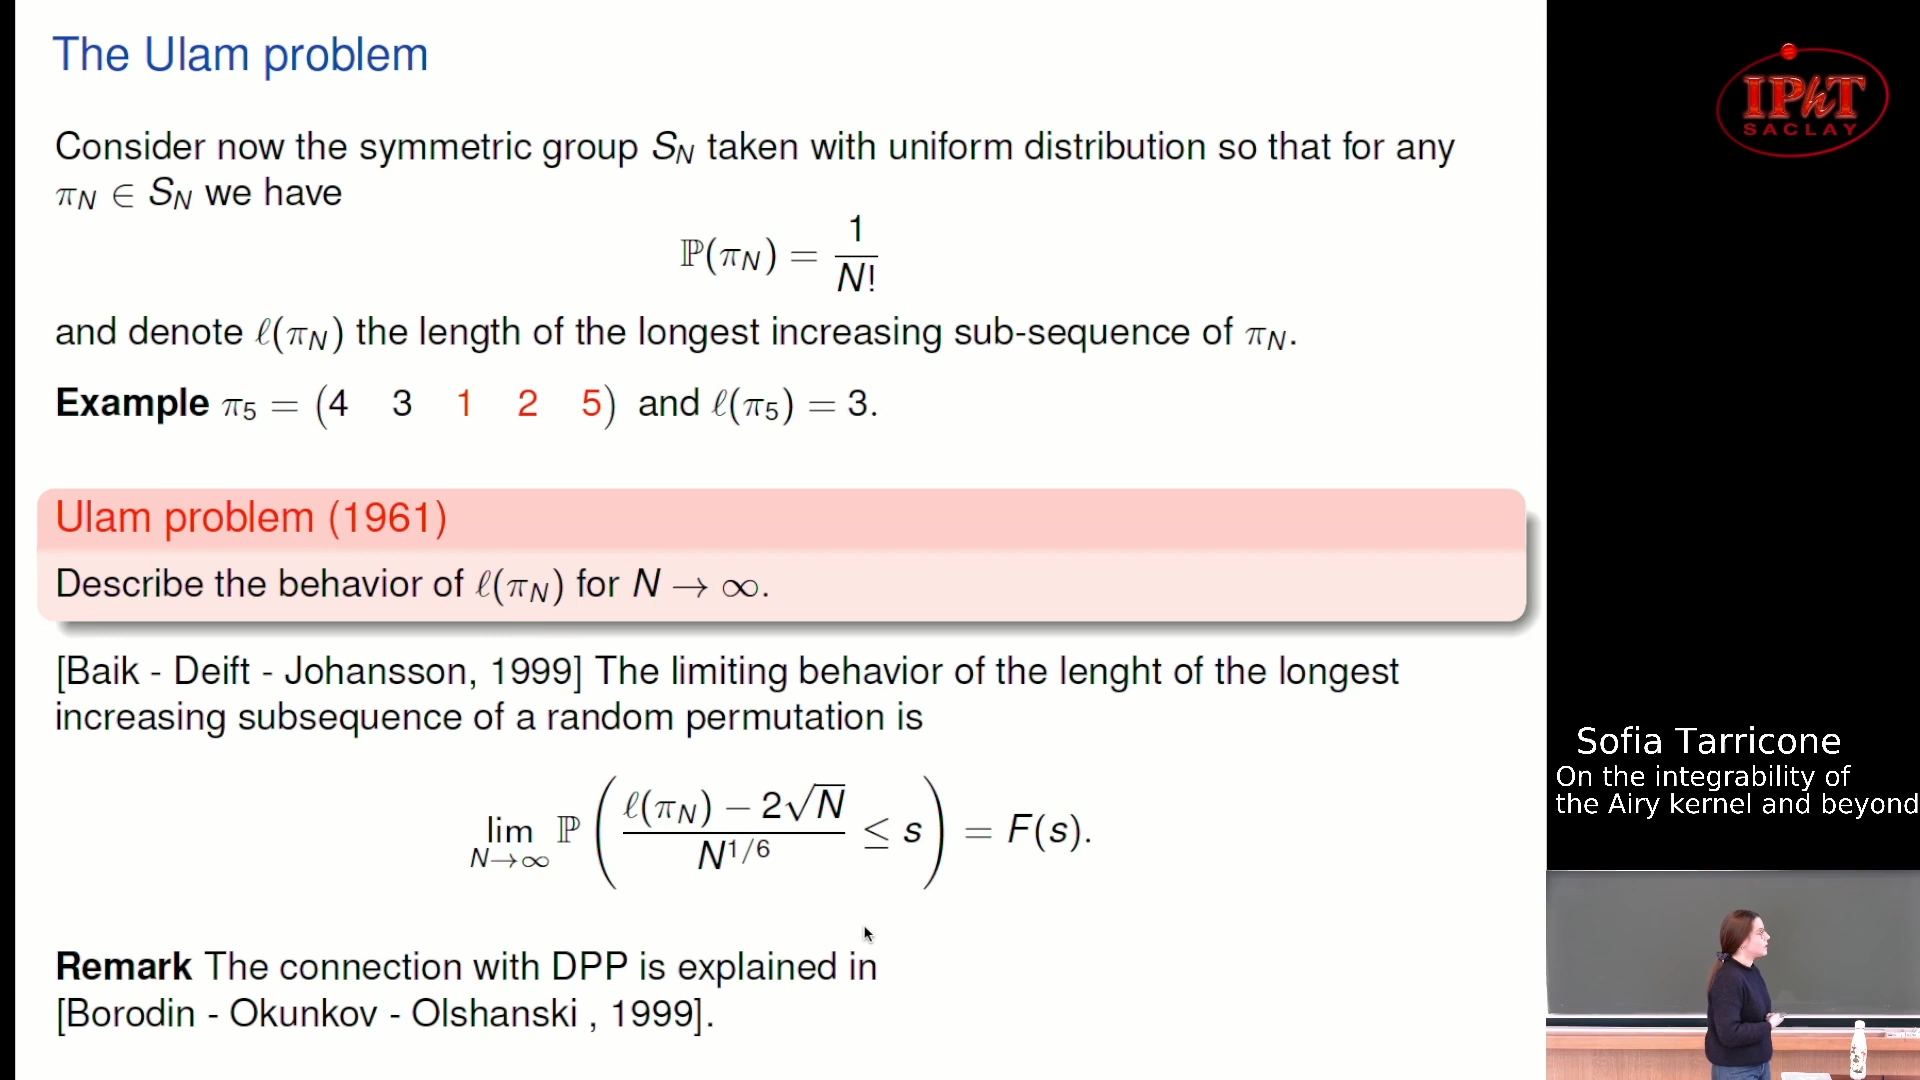 The Ulam problem
Consider now the symmetric group S_N taken with uniform distribution so that for any
π_N ∈ S_N we have
ℙ(π_N) = 1/N!
and denote ℓ(π_N) the length of the longest increasing sub-sequence of π_N.
Example π_5 = (4 3 1 2 5) and ℓ(π_5) = 3.
Ulam problem (1961)
Describe the behavior of ℓ(π_N) for N → ∞.
[Baik - Deift - Johansson, 1999] The limiting behavior of the lenght of the longest
increasing subsequence of a random permutation is
lim_{N→∞} ℙ( (ℓ(π_N) − 2√N) / N^{1/6} ≤ s ) = F(s).
Remark The connection with DPP is explained in
[Borodin - Okunkov - Olshanski , 1999].
IPhT
SACLAY
Sofia Tarricone
On the integrability of
the Airy kernel and beyond